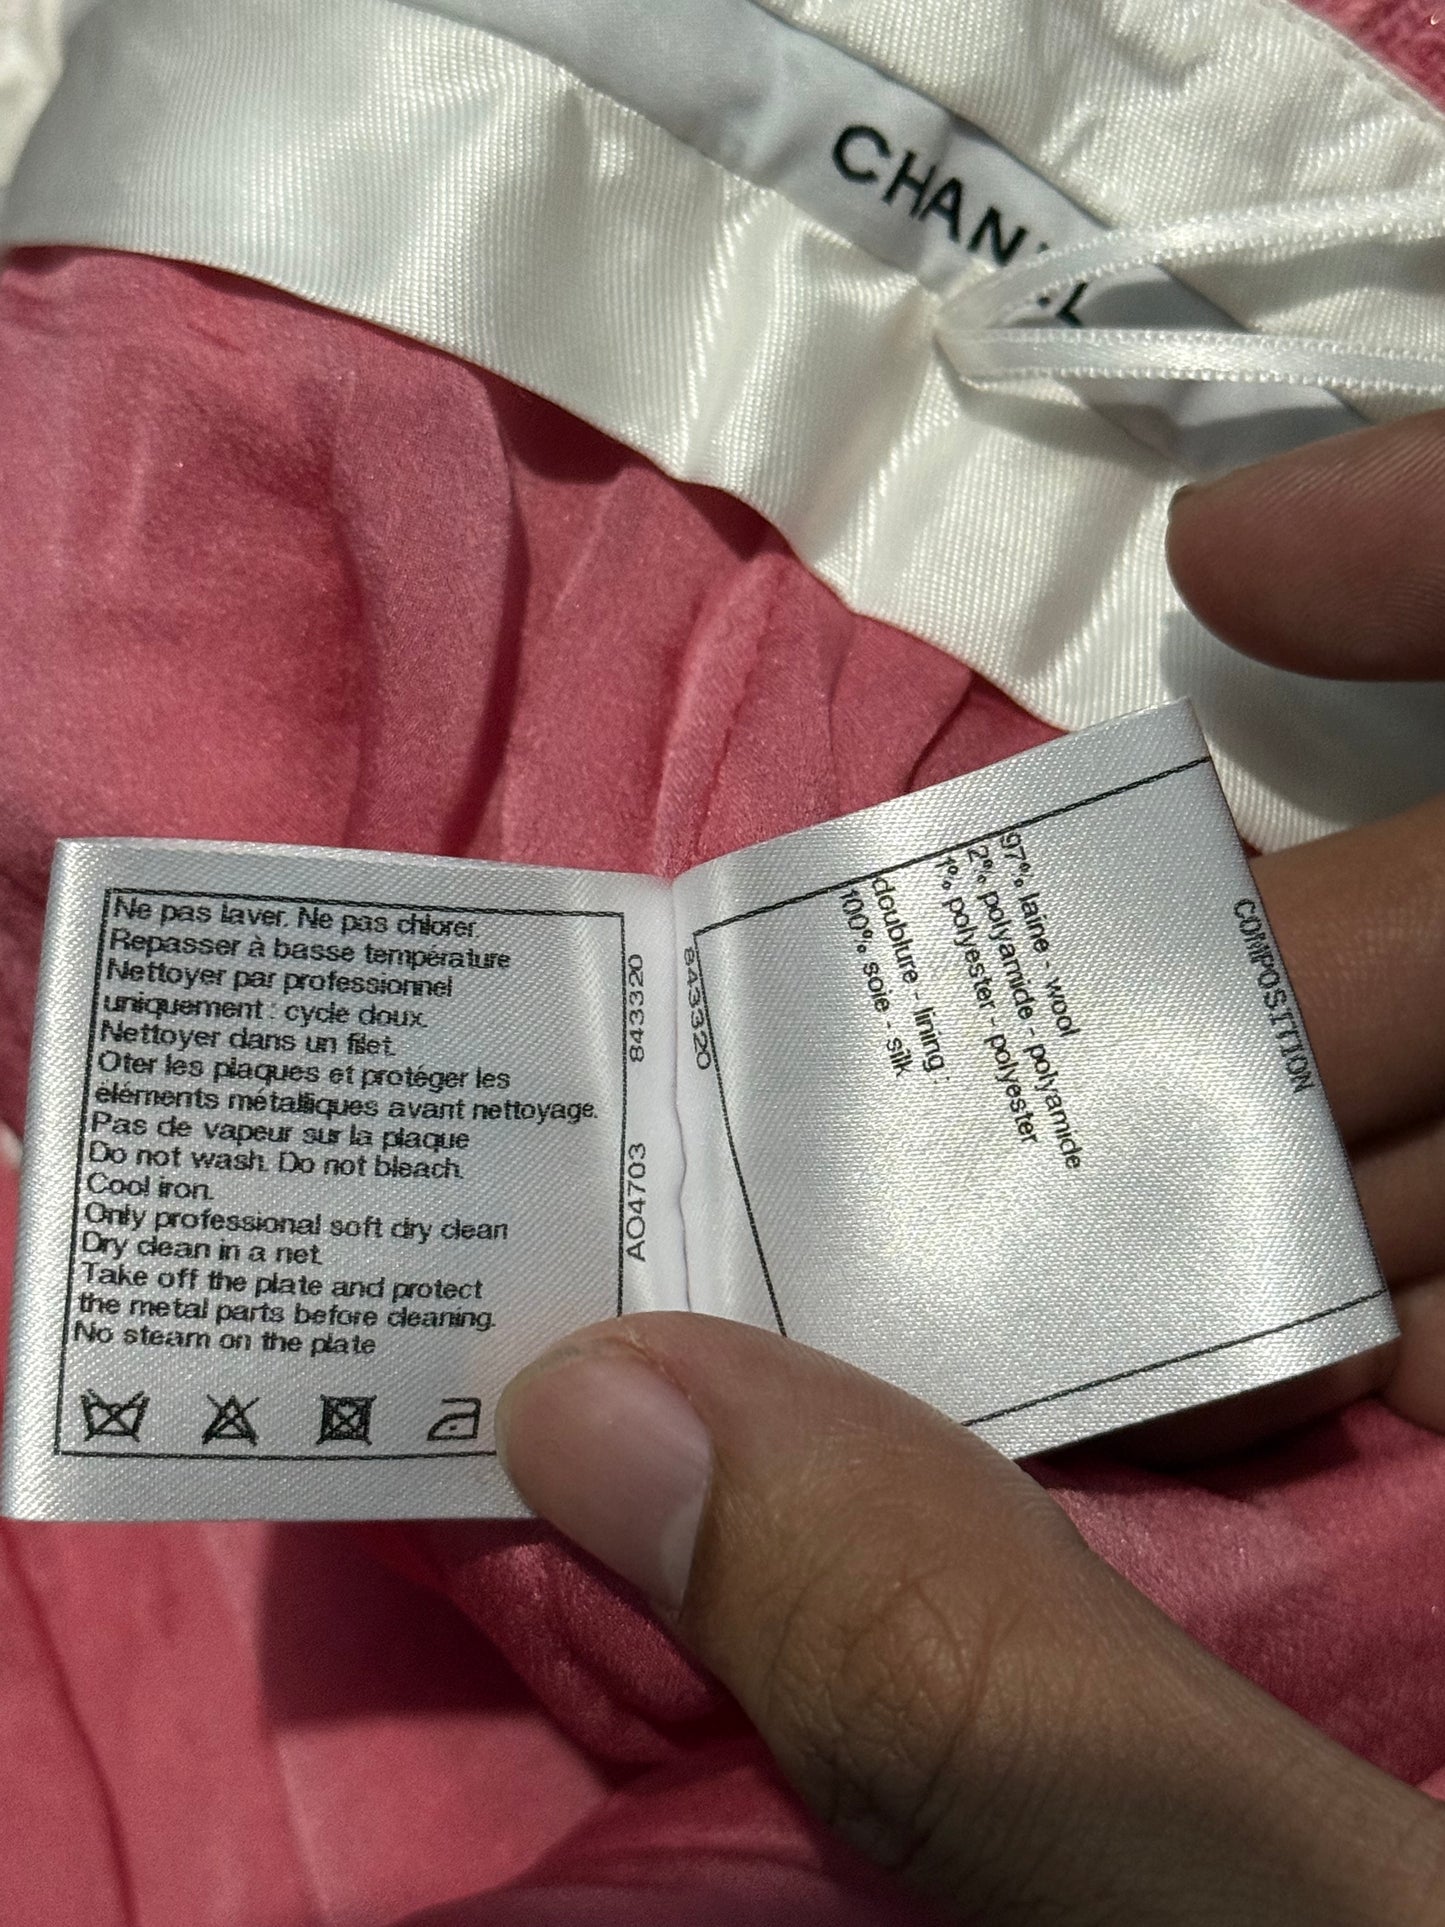 CHANEL
Ne pas laver. Ne pas chlorer.
Repasser à basse température
Nettoyer par professionnel
uniquement : cycle doux.
Nettoyer dans un filet.
Oter les plaques et protéger les
éléments métalliques avant nettoyage.
Pas de vapeur sur la plaque
Do not wash. Do not bleach.
Cool iron.
Only professional soft dry clean
Dry clean in a net.
Take off the plate and protect
the metal parts before cleaning.
No steam on the plate
843320
AO4703
843320
COMPOSITION
97% laine - wool
2% polyamide - polyamide
1% polyester - polyester
doublure - lining :
100% soie - silk